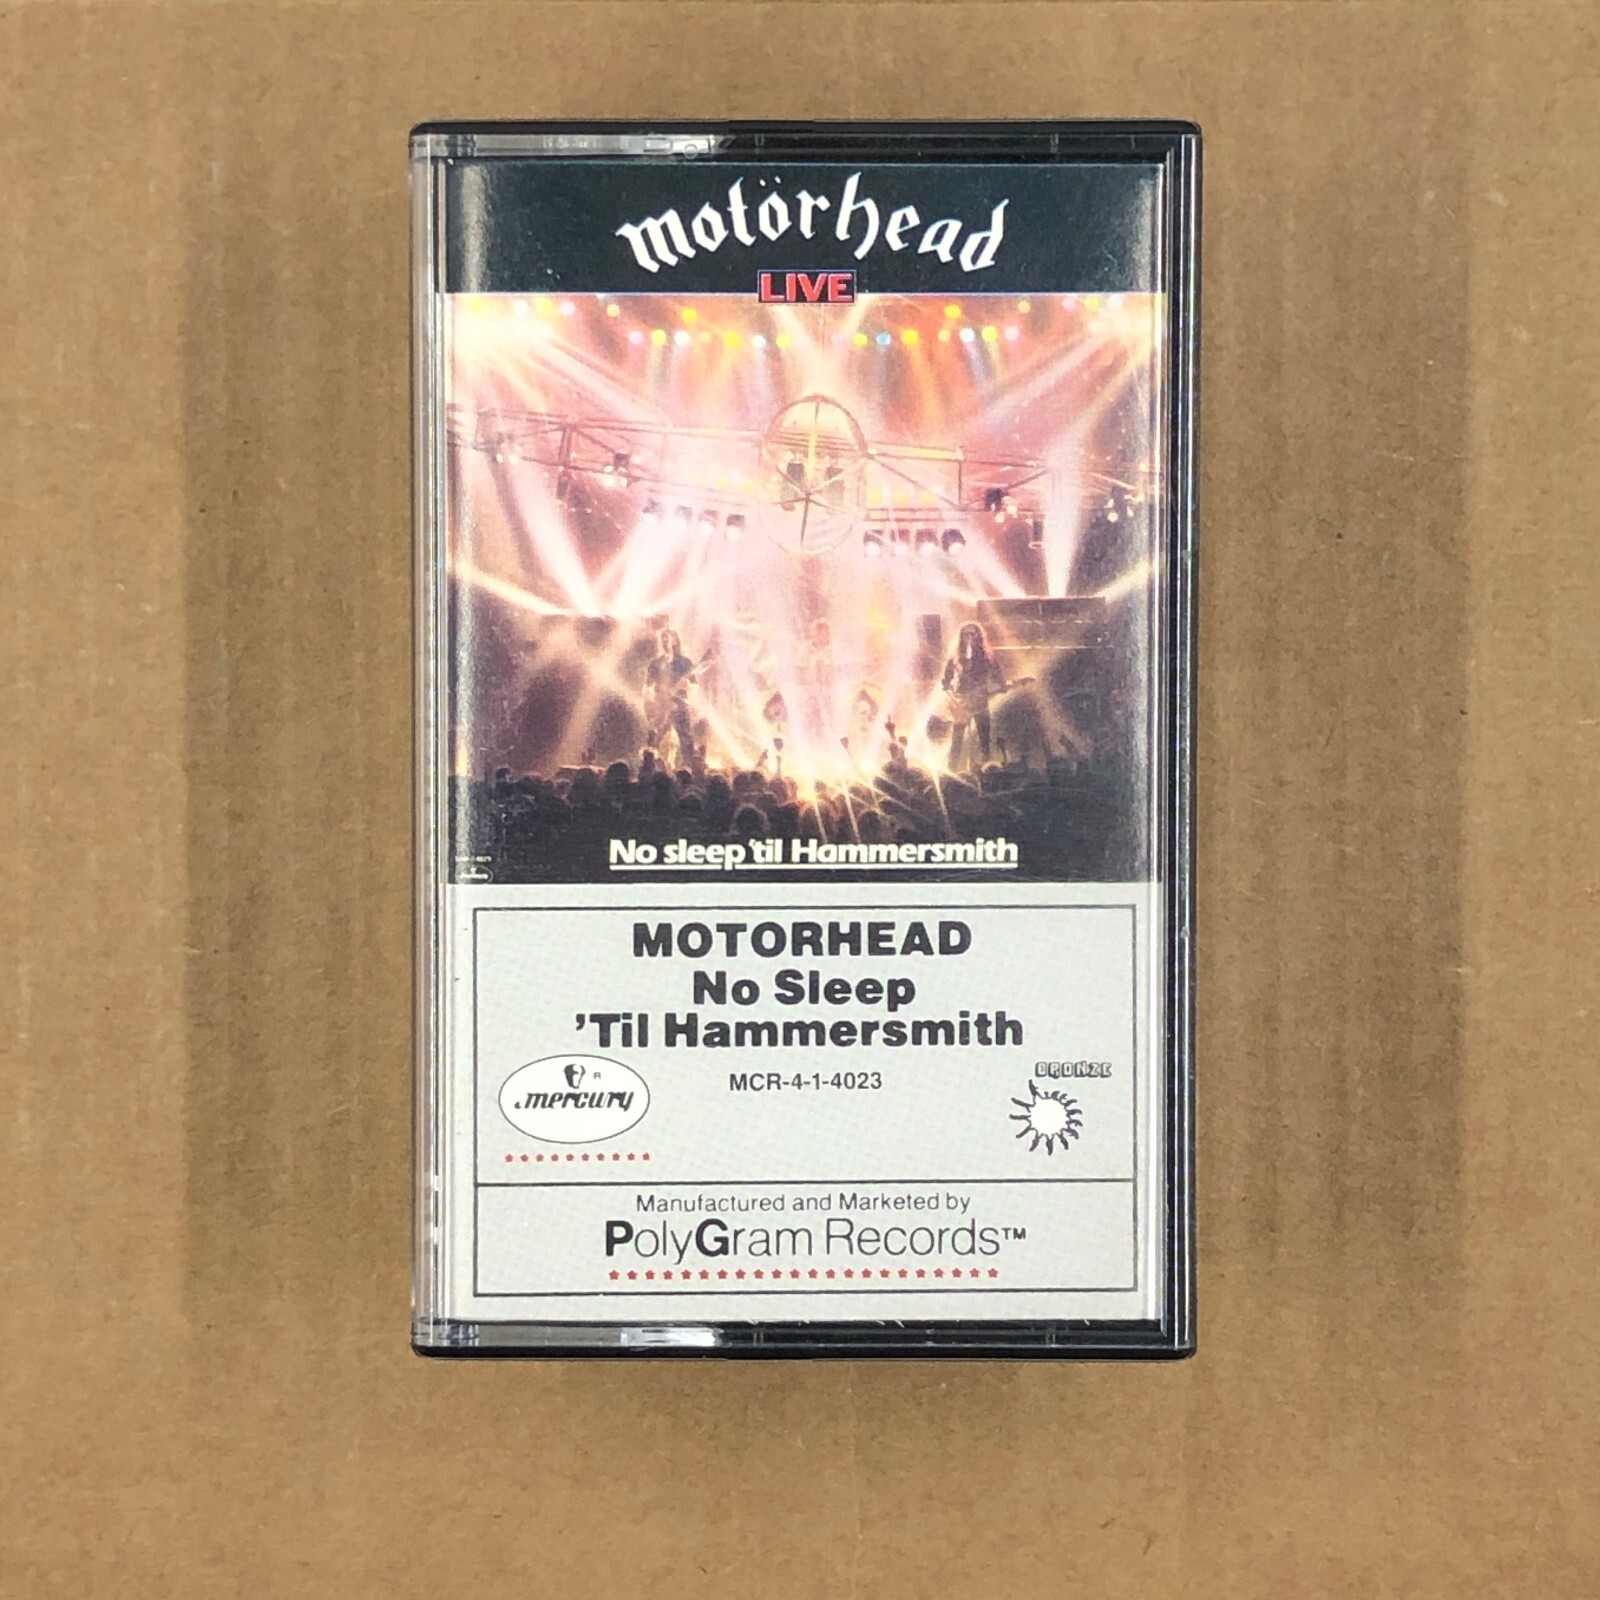 motörhead
LIVE
No sleep 'til Hammersmith
MOTORHEAD
No Sleep
'Til Hammersmith
MCR-4-1-4023
BRONZE
R
mercury
Manufactured and Marketed by
PolyGram Records™